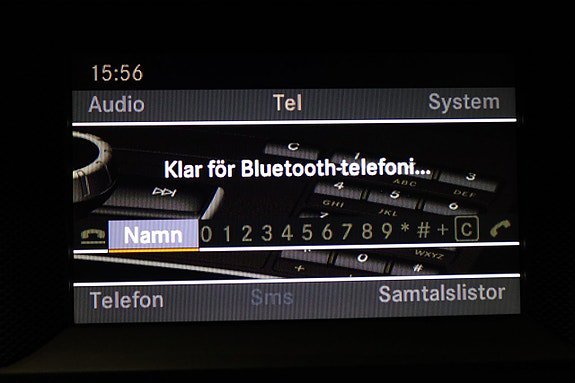 15:56
Audio Tel System
Klar för Bluetooth-telefoni...
Namn 0 1 2 3 4 5 6 7 8 9 * # + C
Telefon Sms Samtalslistor